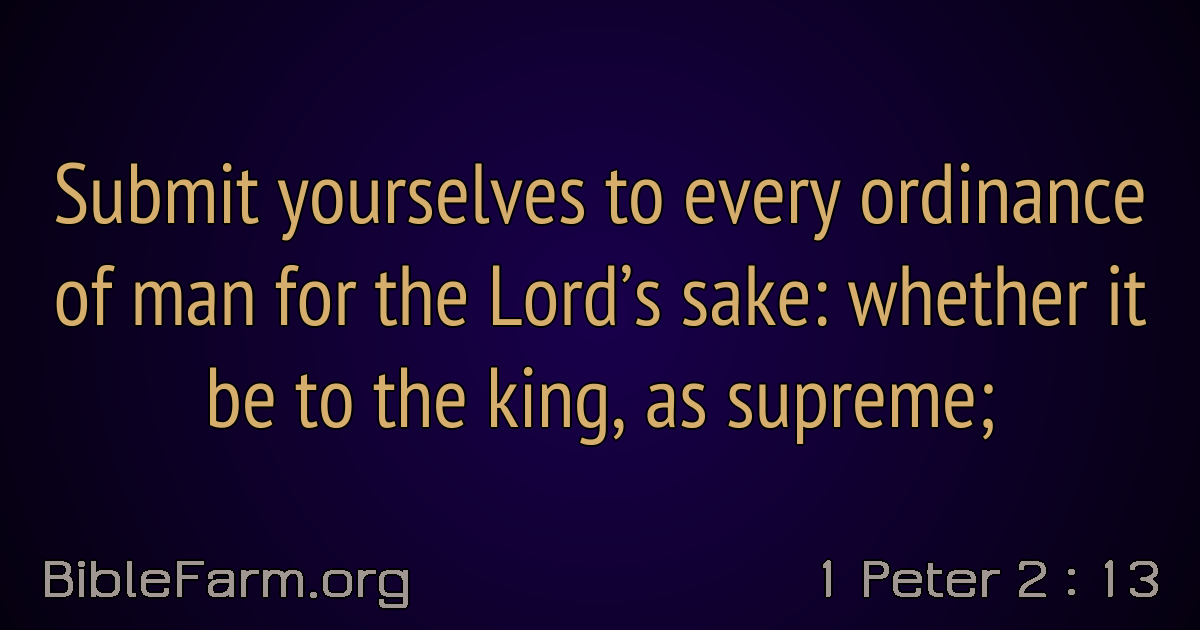 Submit yourselves to every ordinance
of man for the Lord’s sake: whether it
be to the king, as supreme;
BibleFarm.org
1 Peter 2 : 13